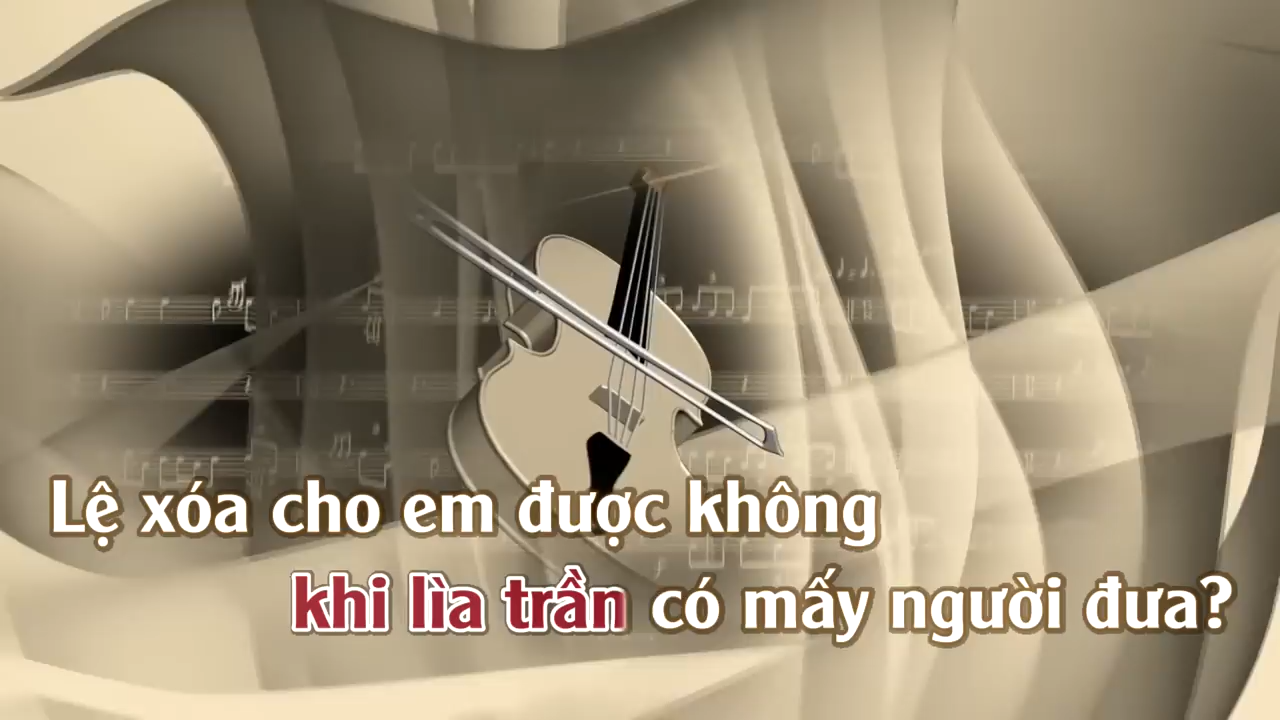 Lệ xóa cho em được không
khi lìa trần có mấy người đưa?